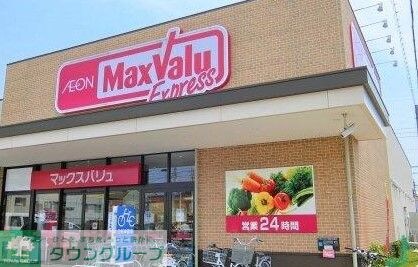 ÆON
MaxValu
Express
マックスバリュ
営業24時間
タウングループ